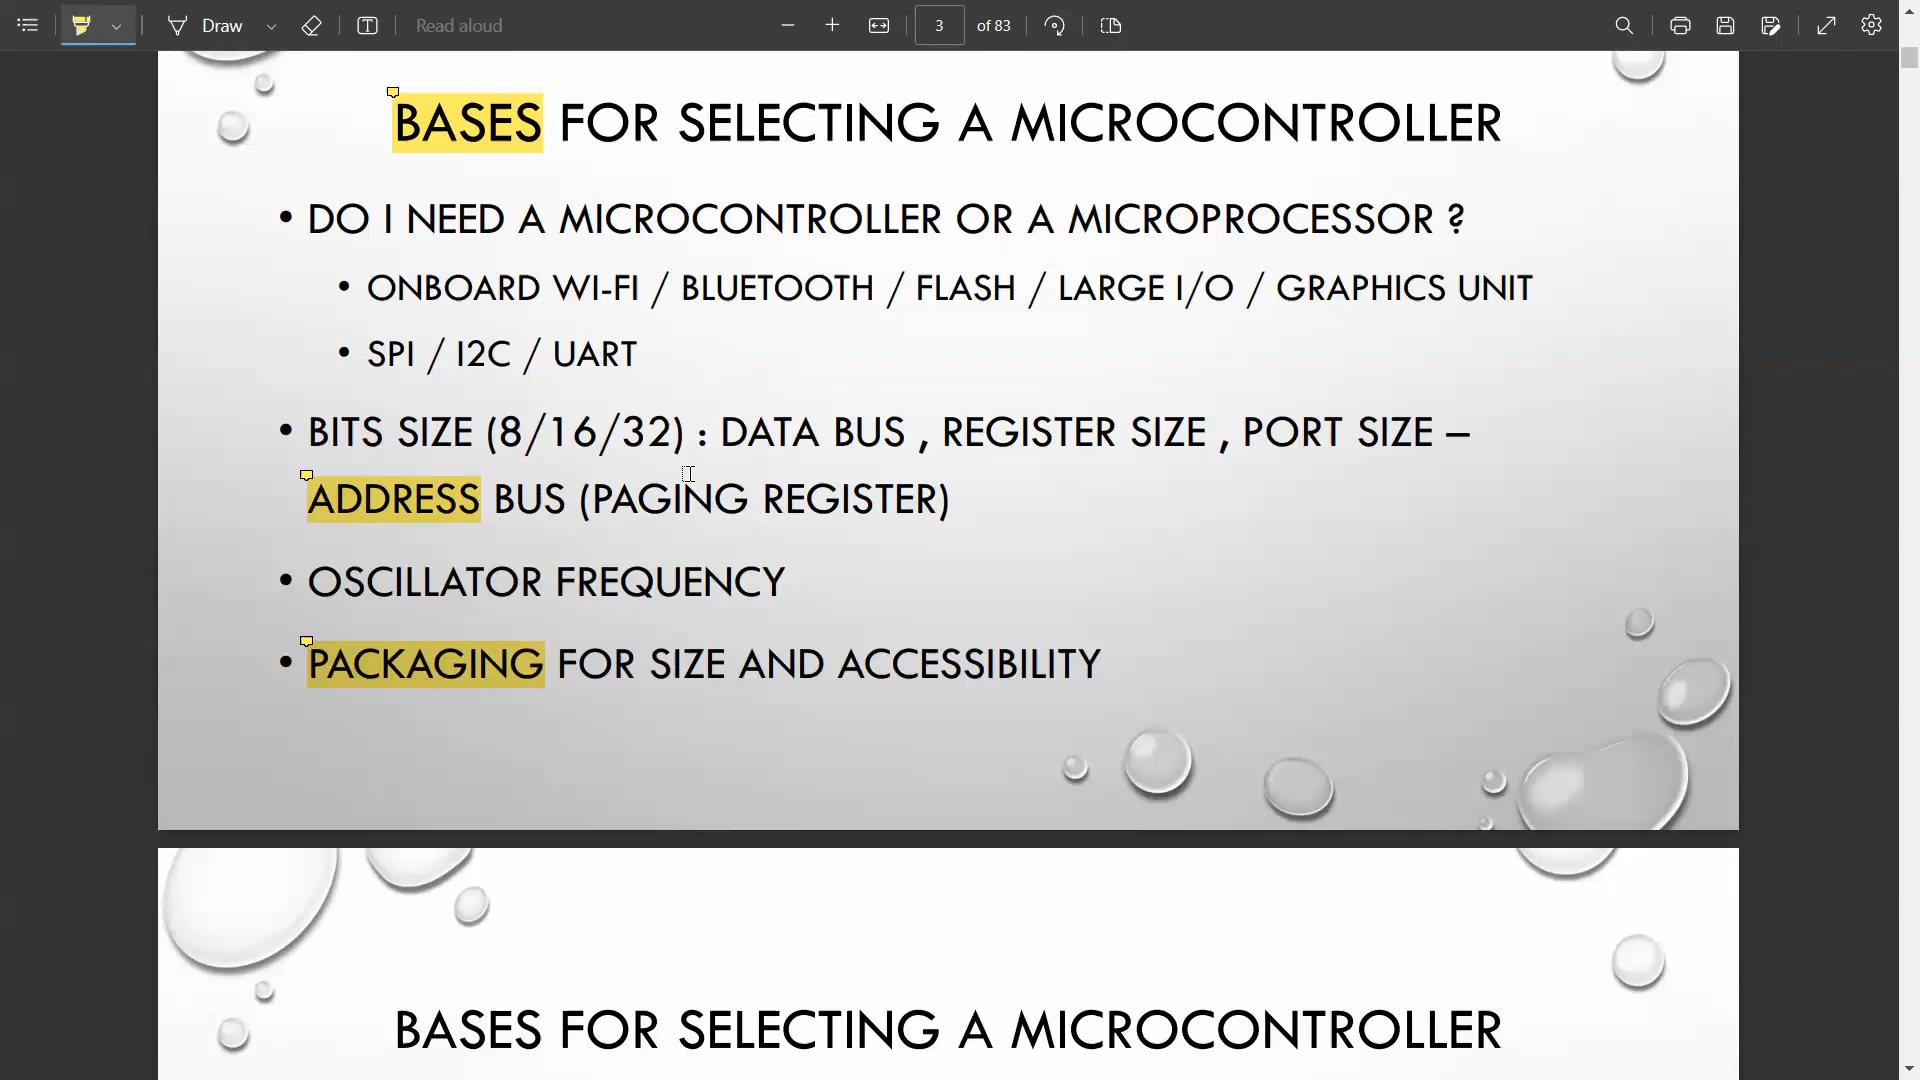 Draw
Read aloud
3 of 83
BASES FOR SELECTING A MICROCONTROLLER
• DO I NEED A MICROCONTROLLER OR A MICROPROCESSOR ?
• ONBOARD WI-FI / BLUETOOTH / FLASH / LARGE I/O / GRAPHICS UNIT
• SPI / I2C / UART
• BITS SIZE (8/16/32) : DATA BUS , REGISTER SIZE , PORT SIZE –
ADDRESS BUS (PAGING REGISTER)
• OSCILLATOR FREQUENCY
• PACKAGING FOR SIZE AND ACCESSIBILITY
BASES FOR SELECTING A MICROCONTROLLER